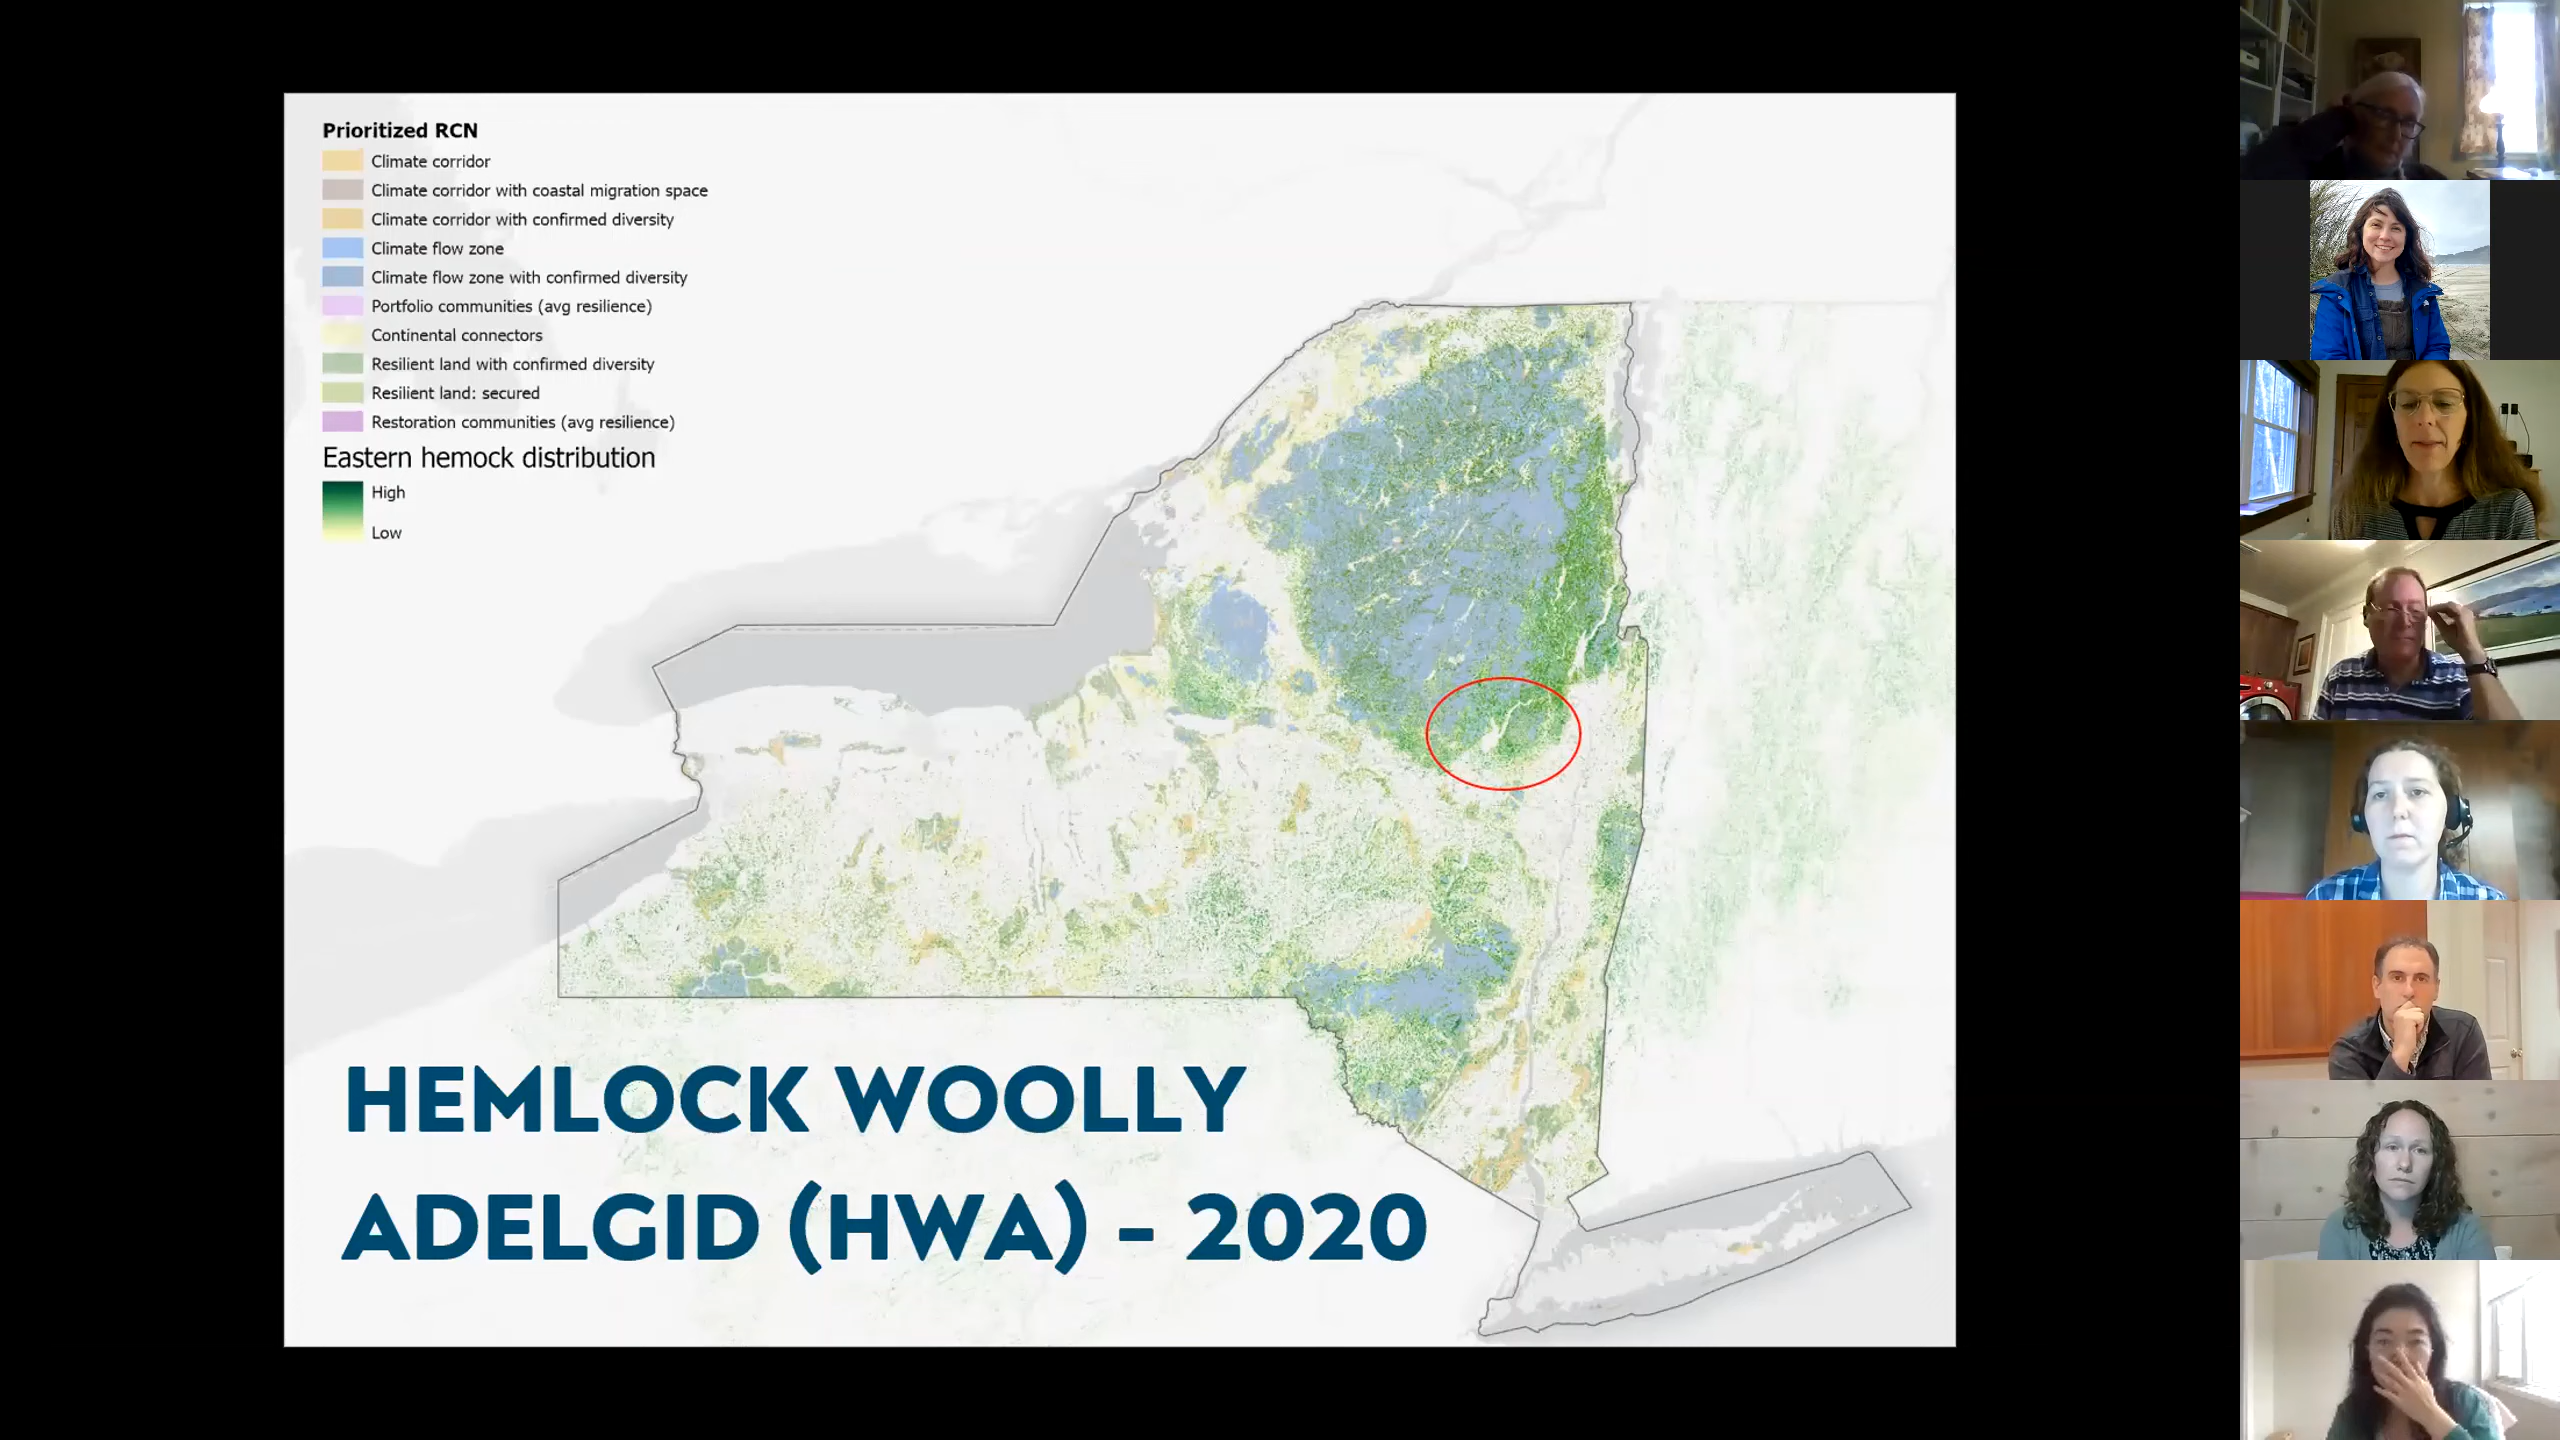 Prioritized RCN
Climate corridor
Climate corridor with coastal migration space
Climate corridor with confirmed diversity
Climate flow zone
Climate flow zone with confirmed diversity
Portfolio communities (avg resilience)
Continental connectors
Resilient land with confirmed diversity
Resilient land: secured
Restoration communities (avg resilience)
Eastern hemock distribution
High
Low
HEMLOCK WOOLLY
ADELGID (HWA) - 2020